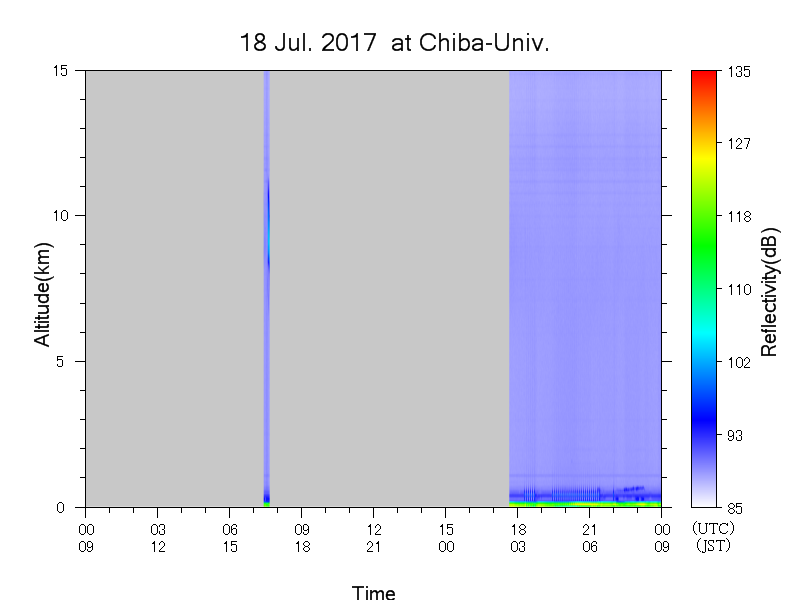 18 Jul. 2017 at Chiba-Univ.
15
10
5
0
Altitude(km)
00 03 06 09 12 15 18 21 00
09 12 15 18 21 00 03 06 09
(UTC)
(JST)
Time
135
127
118
110
102
93
85
Reflectivity(dB)